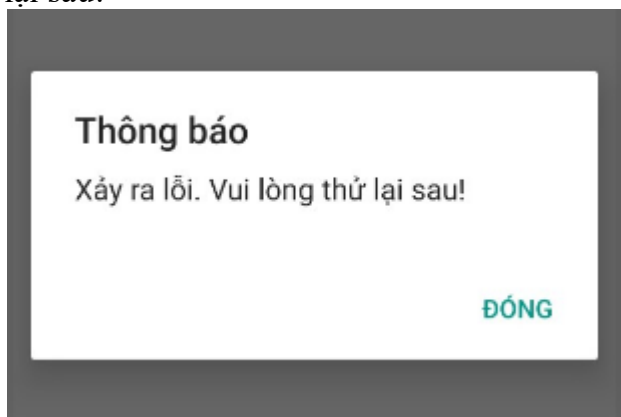 Thông báo
Xảy ra lỗi. Vui lòng thử lại sau!
ĐÓNG